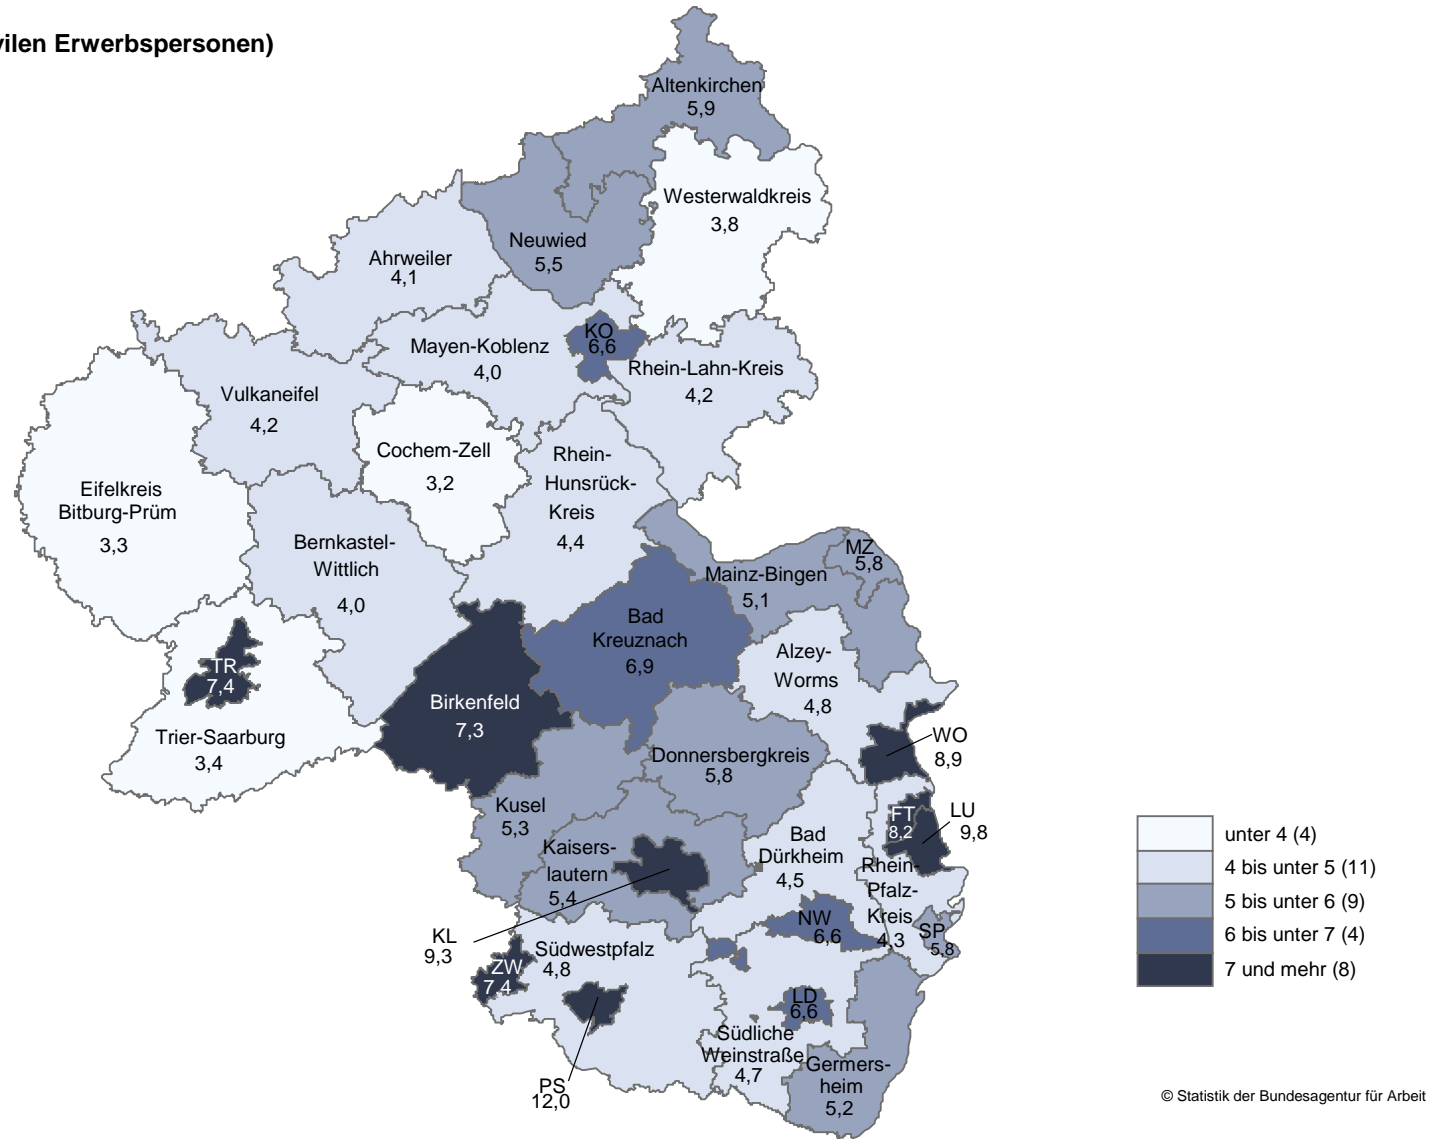 vilen Erwerbspersonen)
Altenkirchen
5,9
Westerwaldkreis
3,8
Neuwied
5,5
Ahrweiler
4,1
KO
6,6
Mayen-Koblenz
4,0
Rhein-Lahn-Kreis
4,2
Vulkaneifel
4,2
Cochem-Zell
3,2
Rhein-
Hunsrück-
Kreis
4,4
Eifelkreis
Bitburg-Prüm
3,3
Bernkastel-
Wittlich
4,0
MZ
5,8
Mainz-Bingen
5,1
Bad
Kreuznach
6,9
Alzey-
Worms
4,8
TR
7,4
Birkenfeld
7,3
Trier-Saarburg
3,4
WO
8,9
Donnersbergkreis
5,8
Kusel
5,3
FT
8,2
LU
9,8
Bad
Dürkheim
4,5
Kaisers-
lautern
5,4
Rhein-
Pfalz-
Kreis
4,3
NW
6,6
SP
5,8
KL
9,3
Südwestpfalz
4,8
ZW
7,4
LD
6,6
Südliche
Weinstraße
4,7
Germers-
heim
5,2
PS
12,0
unter 4 (4)
4 bis unter 5 (11)
5 bis unter 6 (9)
6 bis unter 7 (4)
7 und mehr (8)
© Statistik der Bundesagentur für Arbeit